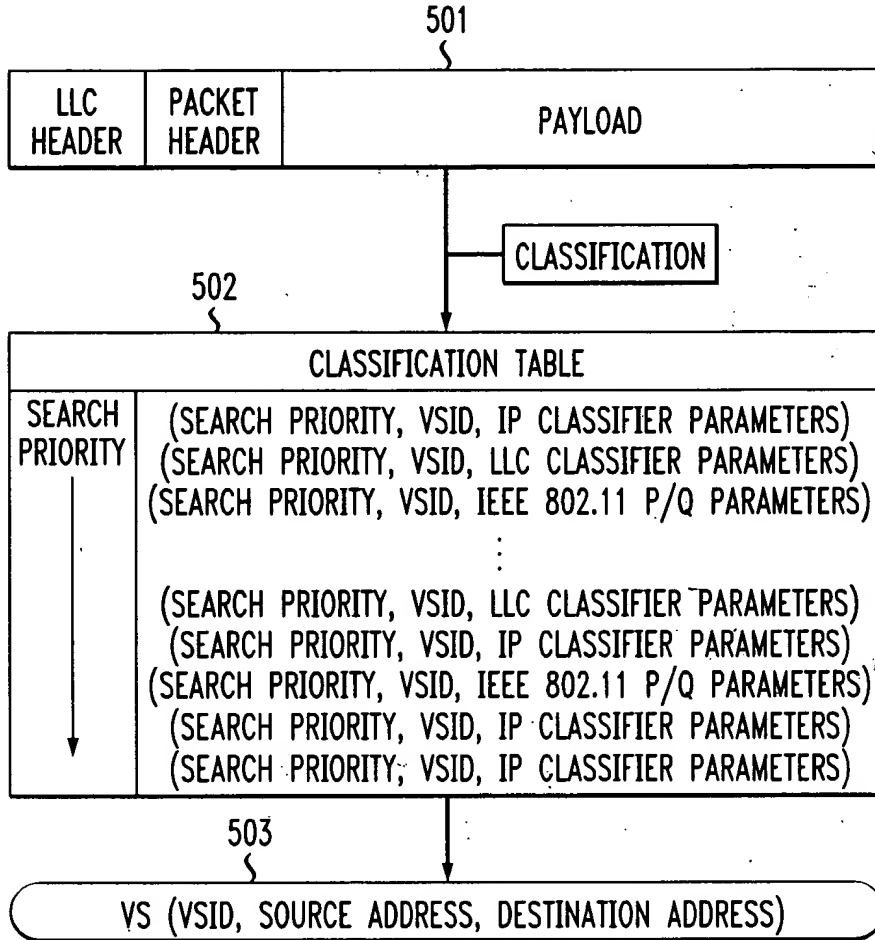 501
LLC HEADER
PACKET HEADER
PAYLOAD
CLASSIFICATION
502
CLASSIFICATION TABLE
SEARCH PRIORITY
(SEARCH PRIORITY, VSID, IP CLASSIFIER PARAMETERS)
(SEARCH PRIORITY, VSID, LLC CLASSIFIER PARAMETERS)
(SEARCH PRIORITY, VSID, IEEE 802.11 P/Q PARAMETERS)
⋮
(SEARCH PRIORITY, VSID, LLC CLASSIFIER PARAMETERS)
(SEARCH PRIORITY, VSID, IP CLASSIFIER PARAMETERS)
(SEARCH PRIORITY, VSID, IEEE 802.11 P/Q PARAMETERS)
(SEARCH PRIORITY, VSID, IP CLASSIFIER PARAMETERS)
(SEARCH PRIORITY, VSID, IP CLASSIFIER PARAMETERS)
503
VS (VSID, SOURCE ADDRESS, DESTINATION ADDRESS)